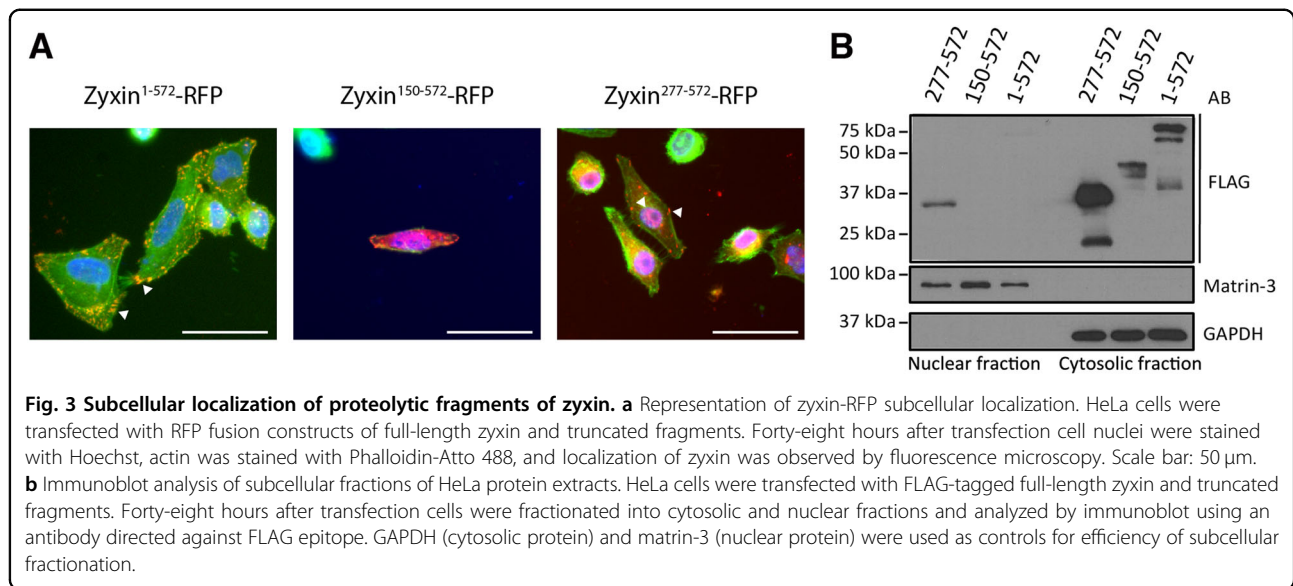 A
B
Zyxin1-572-RFP
Zyxin150-572-RFP
Zyxin277-572-RFP
277-572
150-572
1-572
277-572
150-572
1-572
AB
75 kDa
50 kDa
37 kDa
25 kDa
FLAG
100 kDa
Matrin-3
37 kDa
GAPDH
Nuclear fraction
Cytosolic fraction
Fig. 3 Subcellular localization of proteolytic fragments of zyxin. a Representation of zyxin-RFP subcellular localization. HeLa cells were
transfected with RFP fusion constructs of full-length zyxin and truncated fragments. Forty-eight hours after transfection cell nuclei were stained
with Hoechst, actin was stained with Phalloidin-Atto 488, and localization of zyxin was observed by fluorescence microscopy. Scale bar: 50 μm.
b Immunoblot analysis of subcellular fractions of HeLa protein extracts. HeLa cells were transfected with FLAG-tagged full-length zyxin and truncated
fragments. Forty-eight hours after transfection cells were fractionated into cytosolic and nuclear fractions and analyzed by immunoblot using an
antibody directed against FLAG epitope. GAPDH (cytosolic protein) and matrin-3 (nuclear protein) were used as controls for efficiency of subcellular
fractionation.